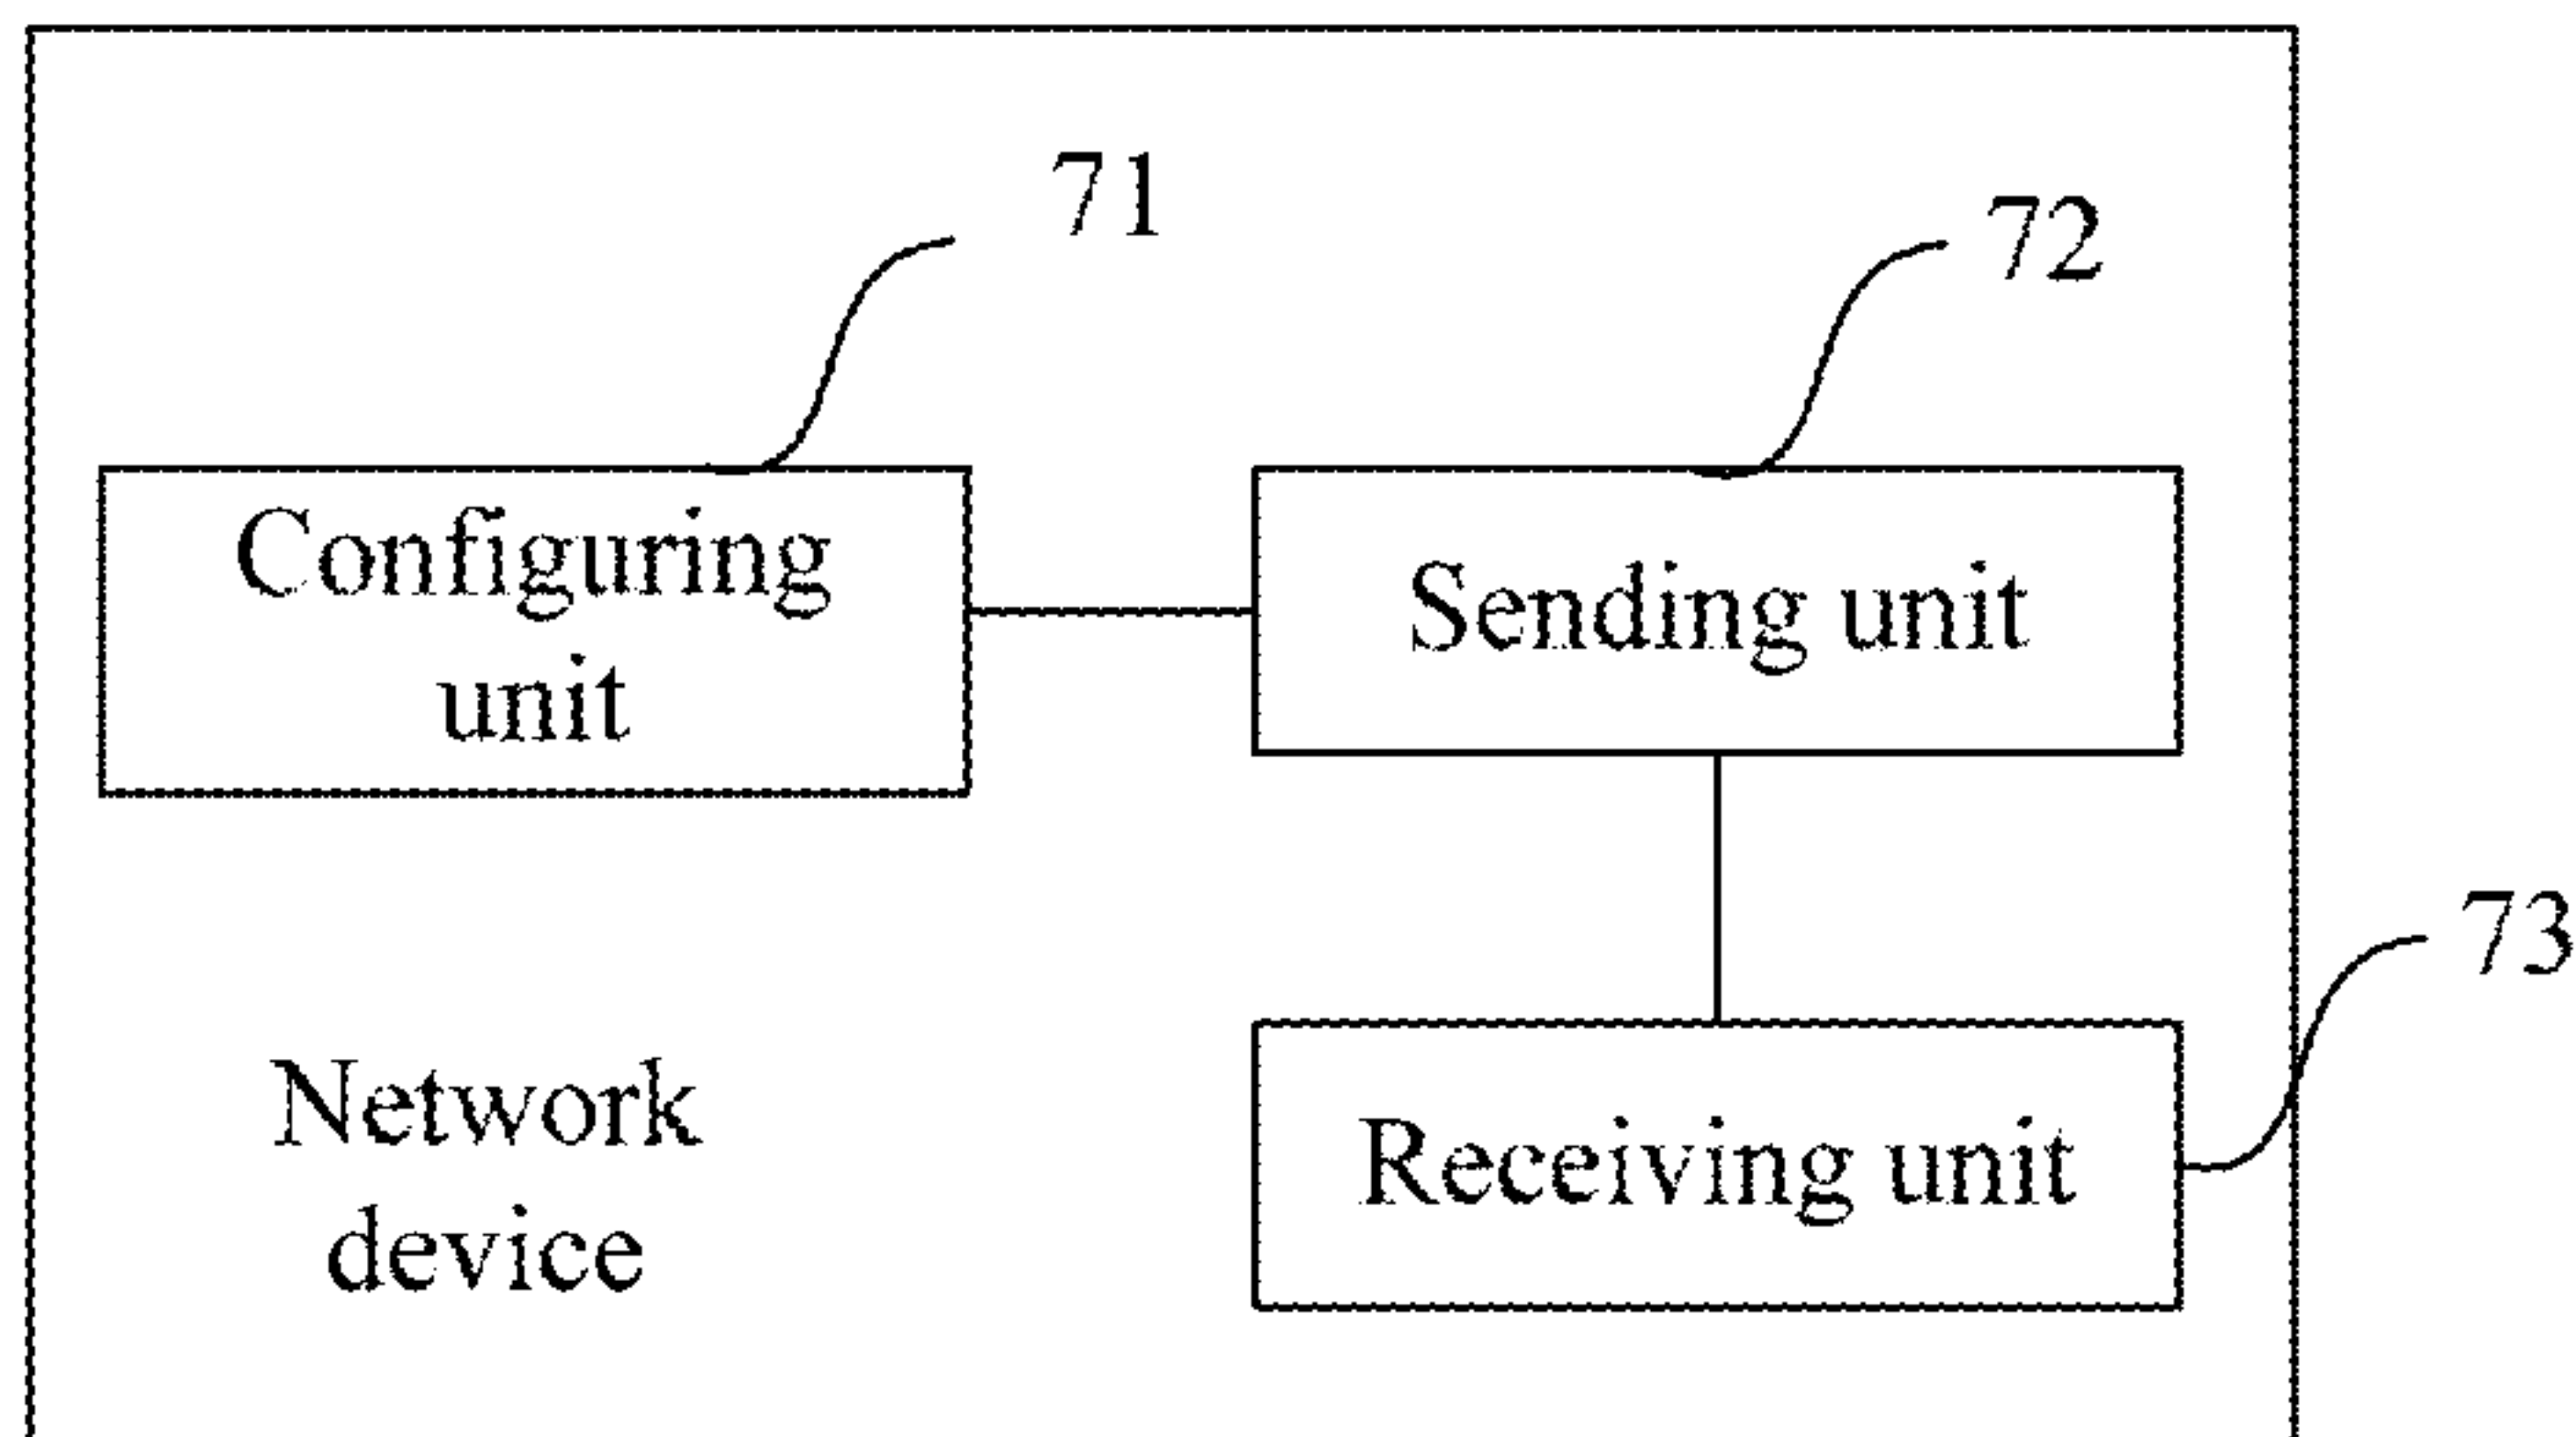 71
72
Configuring
unit
Sending unit
73
Network
device
Receiving unit